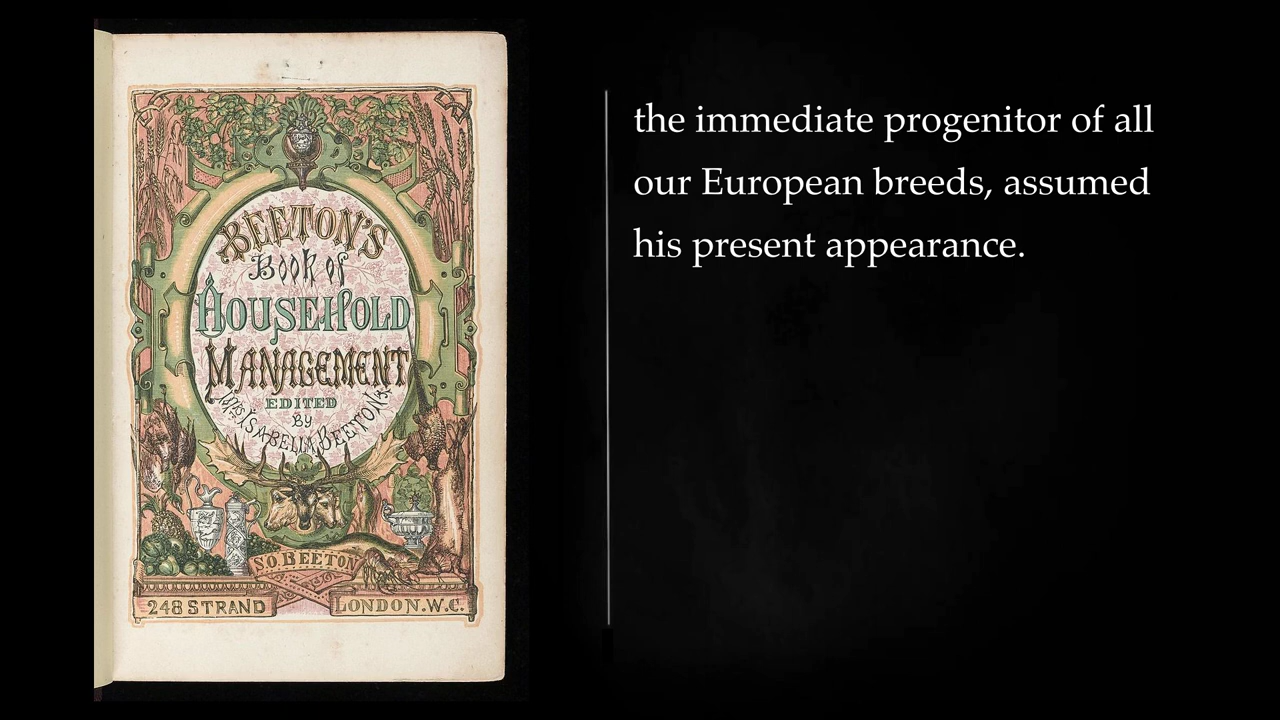 BEETON'S
Book of
HOUSEHOLD
MANAGEMENT
EDITED
BY
MRS ISABELLA BEETON
S.O. BEETON
248 STRAND
LONDON. W.C.
the immediate progenitor of all
our European breeds, assumed
his present appearance.